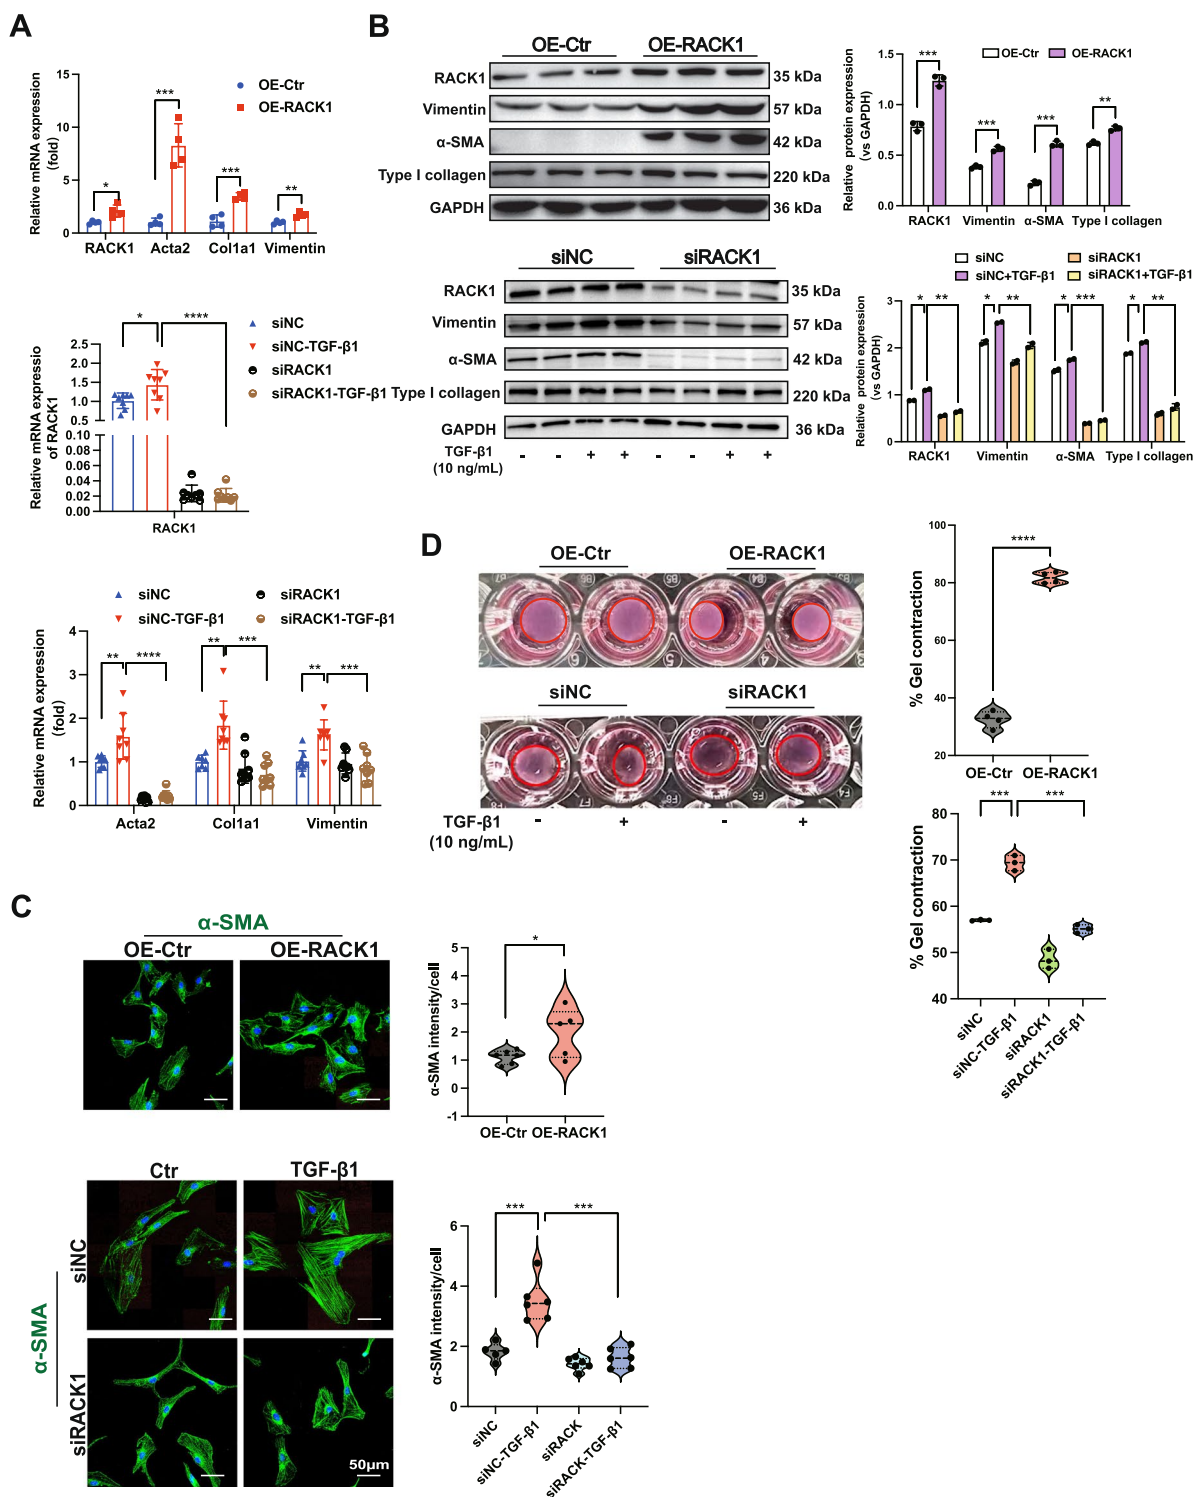 A
Relative mRNA expression
(fold)
15
10
5
0
OE-Ctr
OE-RACK1
*
***
***
**
RACK1
Acta2
Col1a1
Vimentin
Relative mRNA expressio
of RACK1
2.5
2.0
1.5
1.0
0.5
0.10
0.08
0.06
0.04
0.02
0.00
*
****
siNC
siNC-TGF-β1
siRACK1
siRACK1-TGF-β1
RACK1
siNC
siNC-TGF-β1
siRACK1
siRACK1-TGF-β1
Relative mRNA expression
(fold)
4
3
2
1
0
**
****
**
***
**
***
Acta2
Col1a1
Vimentin
B
OE-Ctr
OE-RACK1
RACK1
35 kDa
Vimentin
57 kDa
α-SMA
42 kDa
Type I collagen
220 kDa
GAPDH
36 kDa
Relative protein expression
(vs GAPDH)
1.5
1.0
0.5
0.0
OE-Ctr
OE-RACK1
***
***
***
**
RACK1
Vimentin
α-SMA
Type I collagen
siNC
siRACK1
RACK1
35 kDa
Vimentin
57 kDa
α-SMA
42 kDa
Type I collagen
220 kDa
GAPDH
36 kDa
TGF-β1
(10 ng/mL)
- - + + - - + +
siNC
siNC+TGF-β1
siRACK1
siRACK1+TGF-β1
Relative protein expression
(vs GAPDH)
3
2
1
0
*
**
*
**
*
***
*
**
RACK1
Vimentin
α-SMA
Type I collagen
D
OE-Ctr
OE-RACK1
B7
B6
B5
B4
siNC
siRACK1
F5
F4
TGF-β1
(10 ng/mL)
- + - +
% Gel contraction
100
80
60
40
20
****
OE-Ctr
OE-RACK1
% Gel contraction
80
70
60
50
40
***
***
siNC
siNC-TGF-β1
siRACK1
siRACK1-TGF-β1
C
α-SMA
OE-Ctr
OE-RACK1
α-SMA intensity/cell
5
4
3
2
1
0
-1
*
OE-Ctr
OE-RACK1
Ctr
TGF-β1
α-SMA
siNC
siRACK1
50μm
α-SMA intensity/cell
6
4
2
0
***
***
siNC
siNC-TGF-β1
siRACK
siRACK-TGF-β1